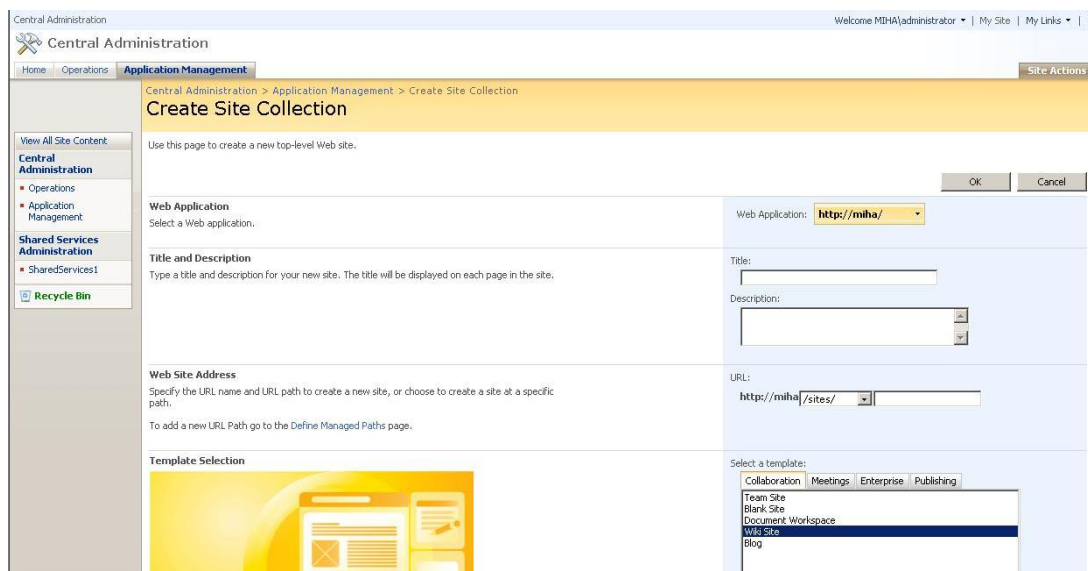 Central Administration
Welcome MIHA\administrator | My Site | My Links |
Central Administration
Home Operations Application Management
Site Actions
Central Administration > Application Management > Create Site Collection
Create Site Collection
View All Site Content
Central
Administration
Operations
Application
Management
Shared Services
Administration
SharedServices1
Recycle Bin
Use this page to create a new top-level Web site.
OK Cancel
Web Application
Select a Web application.
Web Application: http://miha/
Title and Description
Type a title and description for your new site. The title will be displayed on each page in the site.
Title:
Description:
Web Site Address
Specify the URL name and URL path to create a new site, or choose to create a site at a specific
path.
To add a new URL Path go to the Define Managed Paths page.
URL:
http://miha /sites/
Template Selection
Select a template:
Collaboration Meetings Enterprise Publishing
Team Site
Blank Site
Document Workspace
Wiki Site
Blog